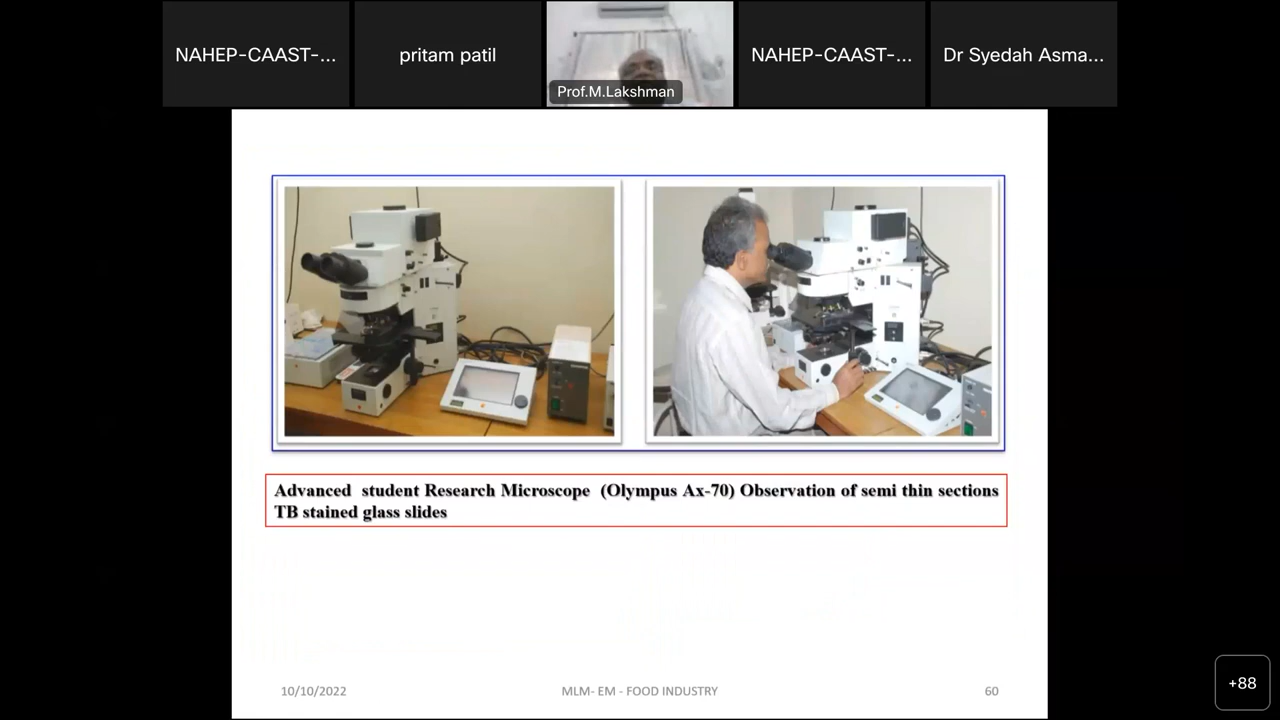 NAHEP-CAAST-...
pritam patil
Prof.M.Lakshman
NAHEP-CAAST-...
Dr Syedah Asma...
Advanced student Research Microscope (Olympus Ax-70) Observation of semi thin sections
TB stained glass slides
10/10/2022
MLM- EM - FOOD INDUSTRY
60
+88